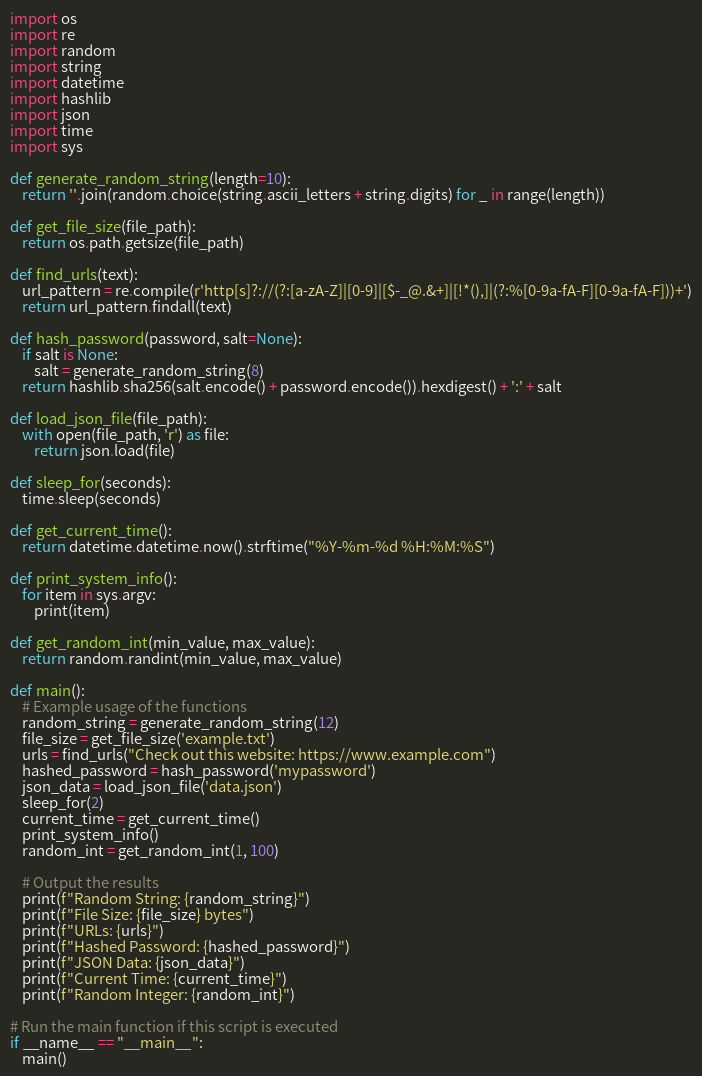 import os
import re
import random
import string
import datetime
import hashlib
import json
import time
import sys

def generate_random_string(length=10):
    return ''.join(random.choice(string.ascii_letters + string.digits) for _ in range(length))

def get_file_size(file_path):
    return os.path.getsize(file_path)

def find_urls(text):
    url_pattern = re.compile(r'http[s]?://(?:[a-zA-Z]|[0-9]|[$-_@.&+]|[!*(),]|(?:%[0-9a-fA-F][0-9a-fA-F]))+')
    return url_pattern.findall(text)

def hash_password(password, salt=None):
    if salt is None:
        salt = generate_random_string(8)
    return hashlib.sha256(salt.encode() + password.encode()).hexdigest() + ':' + salt

def load_json_file(file_path):
    with open(file_path, 'r') as file:
        return json.load(file)

def sleep_for(seconds):
    time.sleep(seconds)

def get_current_time():
    return datetime.datetime.now().strftime("%Y-%m-%d %H:%M:%S")

def print_system_info():
    for item in sys.argv:
        print(item)

def get_random_int(min_value, max_value):
    return random.randint(min_value, max_value)

def main():
    # Example usage of the functions
    random_string = generate_random_string(12)
    file_size = get_file_size('example.txt')
    urls = find_urls("Check out this website: https://www.example.com")
    hashed_password = hash_password('mypassword')
    json_data = load_json_file('data.json')
    sleep_for(2)
    current_time = get_current_time()
    print_system_info()
    random_int = get_random_int(1, 100)

    # Output the results
    print(f"Random String: {random_string}")
    print(f"File Size: {file_size} bytes")
    print(f"URLs: {urls}")
    print(f"Hashed Password: {hashed_password}")
    print(f"JSON Data: {json_data}")
    print(f"Current Time: {current_time}")
    print(f"Random Integer: {random_int}")

# Run the main function if this script is executed
if __name__ == "__main__":
    main()